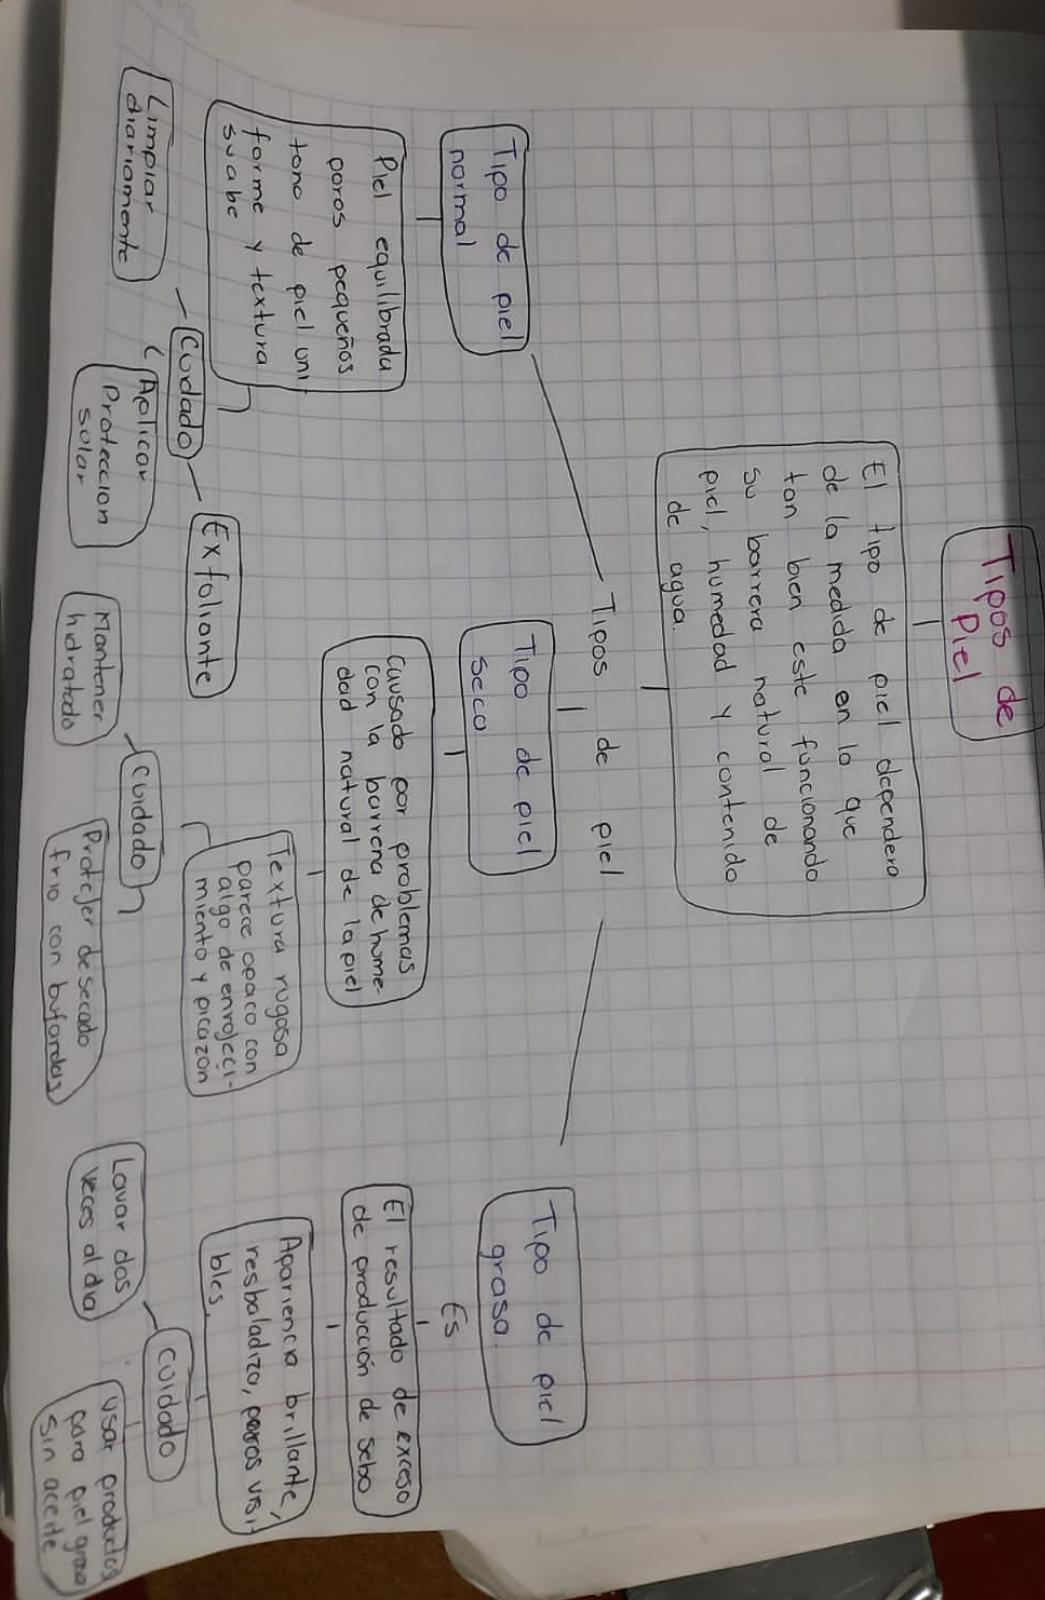 Tipos de
Piel
El tipo de piel dependero
de la medida en la que
tan bien este funcionando
su barrera natural de
piel, humedad y contenido
de agua.
Tipos de piel
Tipo de piel
normal
Piel equilibrada
poros pequeños
tono de piel uni
forme y textura
suabe
Cuidado
Limpiar
diariamente
Aplicar
Proteccion
solar
Exfoliante
Tipo de piel
seca
Causado por problemas
con la barrera de hume-
dad natural de la piel
Textura rugosa
parece opaco con
algo de enrojeci-
miento y picazon
Cuidado
Mantener
hidratado
Protejer desecado
frio con bufandas
Tipo de piel
grasa.
Es
El resultado de exceso
de producción de sebo
Apariencia brillante,
resbaladiza, poros visi
bles.
Cuidado
Lavar dos
veces al dia
usar productos
para piel grasa
sin aceite